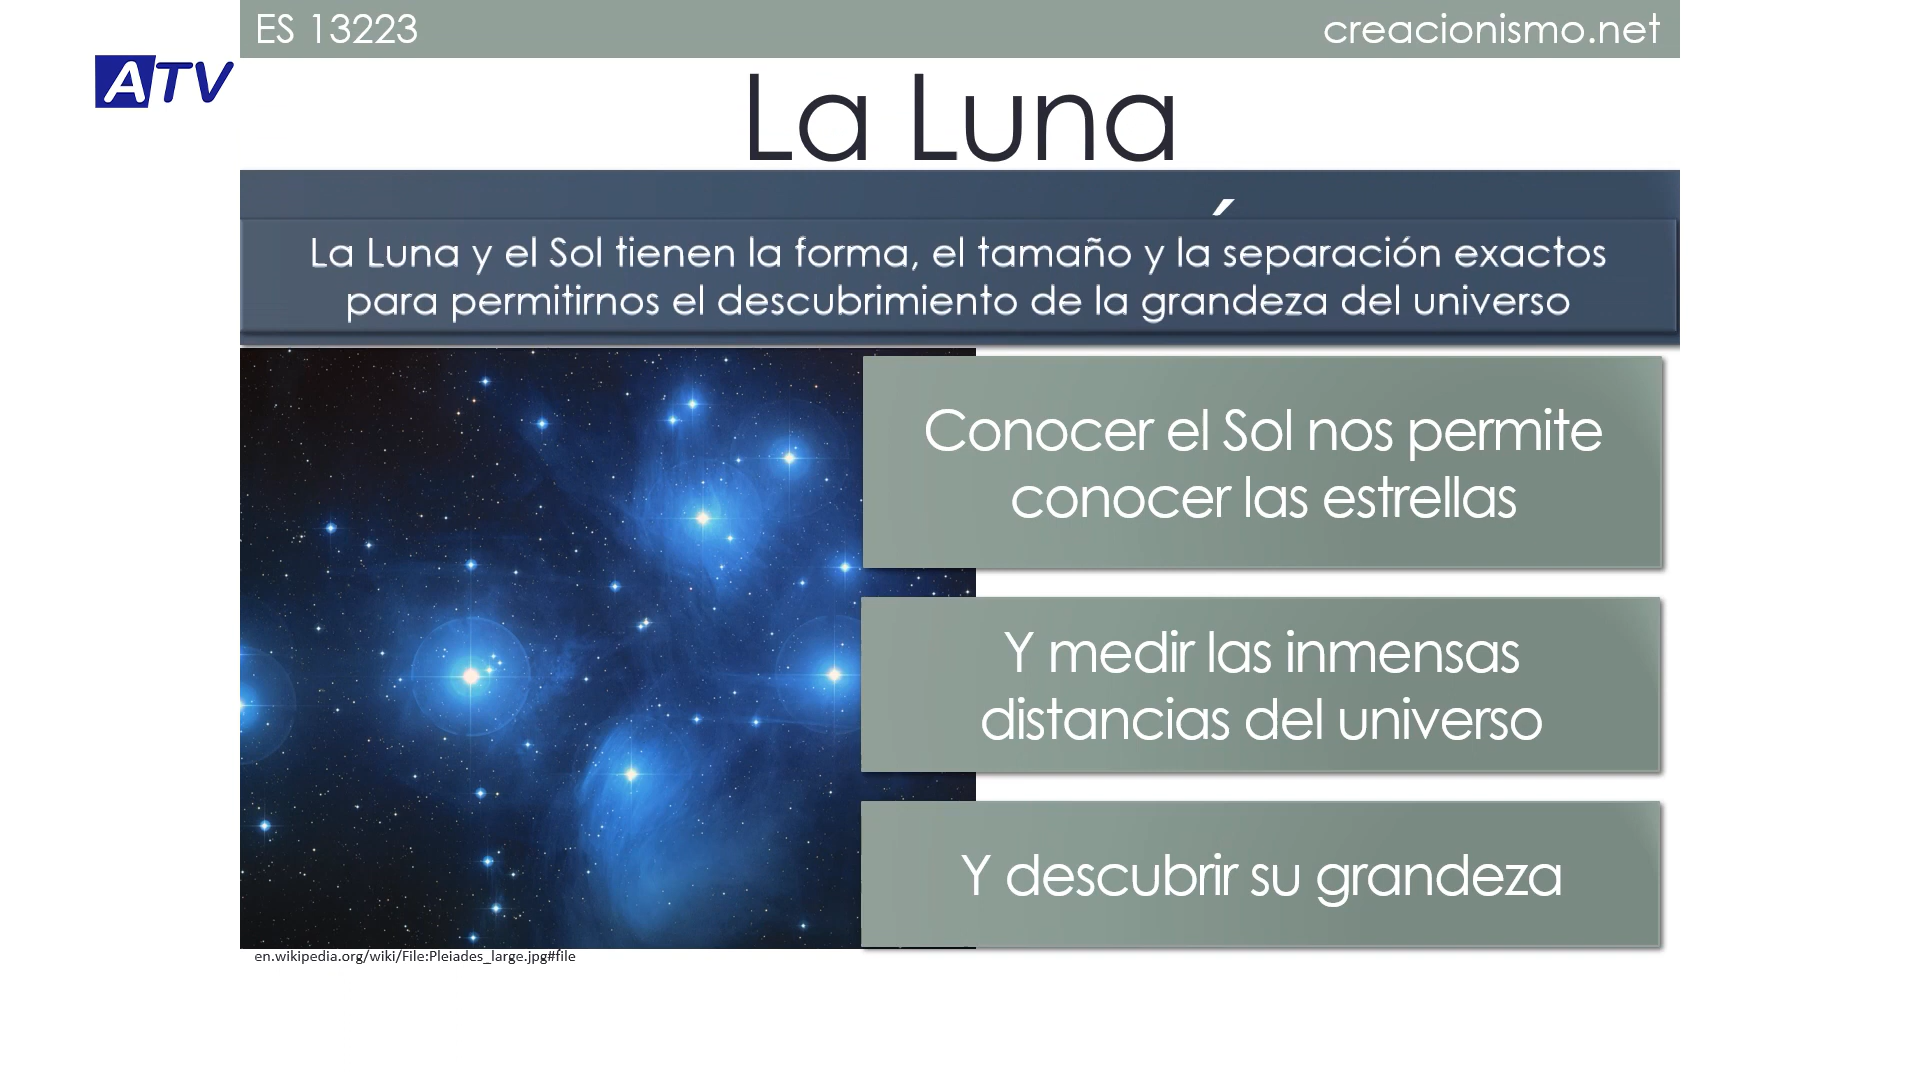 ES 13223
creacionismo.net
ATV
La Luna
La Luna y el Sol tienen la forma, el tamaño y la separación exactos
para permitirnos el descubrimiento de la grandeza del universo
Conocer el Sol nos permite
conocer las estrellas
Y medir las inmensas
distancias del universo
Y descubrir su grandeza
en.wikipedia.org/wiki/File:Pleiades_large.jpg#file